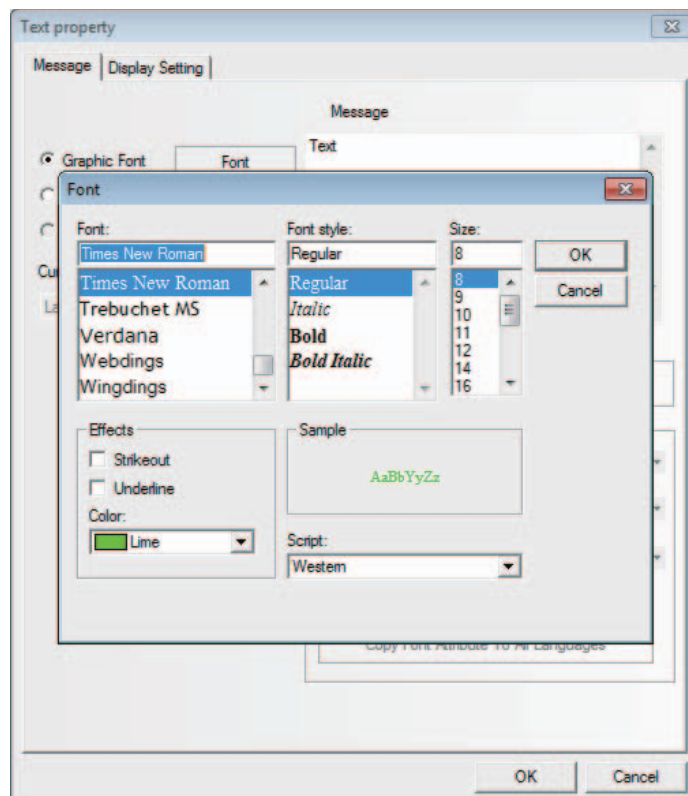 Text property
Message
Display Setting
Message
Graphic Font
Font
Text
Font
Font:
Font style:
Size:
Times New Roman
Regular
8
OK
Times New Roman
Regular
8
Cancel
Trebuchet MS
Italic
9
Verdana
Bold
10
Webdings
Bold Italic
11
Wingdings
12
14
16
Effects
Sample
Strikeout
Underline
AaBbYyZz
Color:
Lime
Script:
Western
Copy Font Attribute To All Languages
OK
Cancel